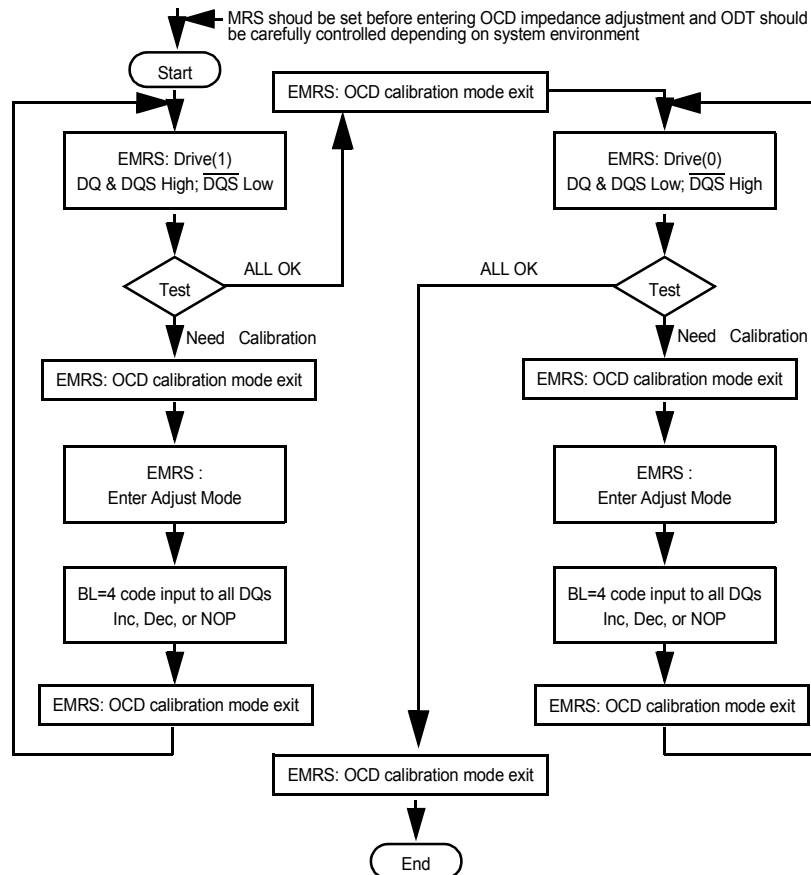 MRS shoud be set before entering OCD impedance adjustment and ODT should
be carefully controlled depending on system environment
Start
EMRS: OCD calibration mode exit
EMRS: Drive(1)
DQ & DQS High; DQS Low
Test
ALL OK
Need Calibration
EMRS: OCD calibration mode exit
EMRS :
Enter Adjust Mode
BL=4 code input to all DQs
Inc, Dec, or NOP
EMRS: OCD calibration mode exit
EMRS: Drive(0)
DQ & DQS Low; DQS High
Test
ALL OK
Need Calibration
EMRS: OCD calibration mode exit
EMRS :
Enter Adjust Mode
BL=4 code input to all DQs
Inc, Dec, or NOP
EMRS: OCD calibration mode exit
EMRS: OCD calibration mode exit
End